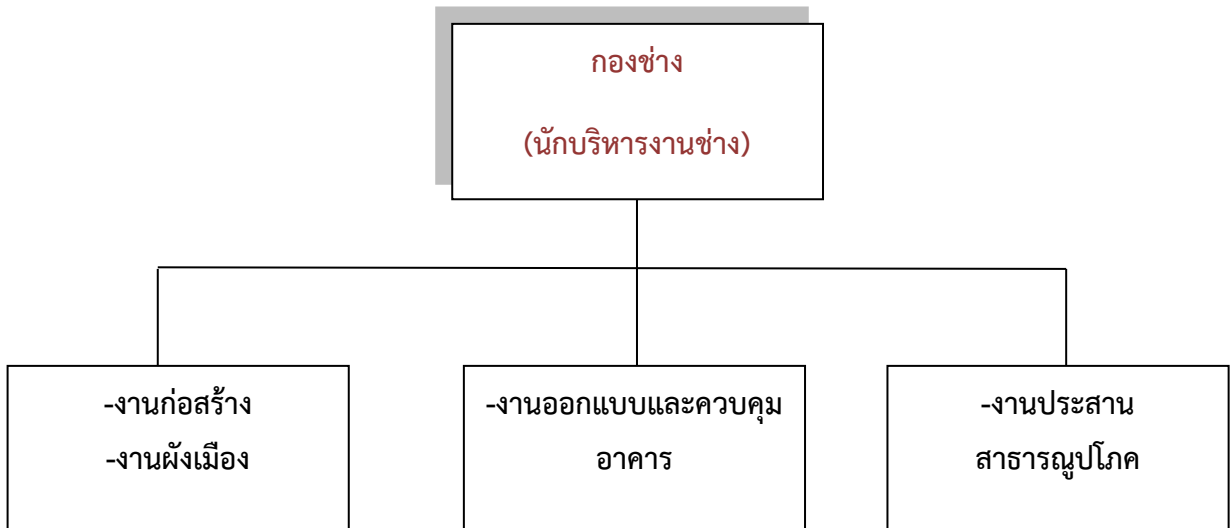 กองช่าง
(นักบริหารงานช่าง)
-งานก่อสร้าง
-งานผังเมือง
-งานออกแบบและควบคุม
อาคาร
-งานประสาน
สาธารณูปโภค